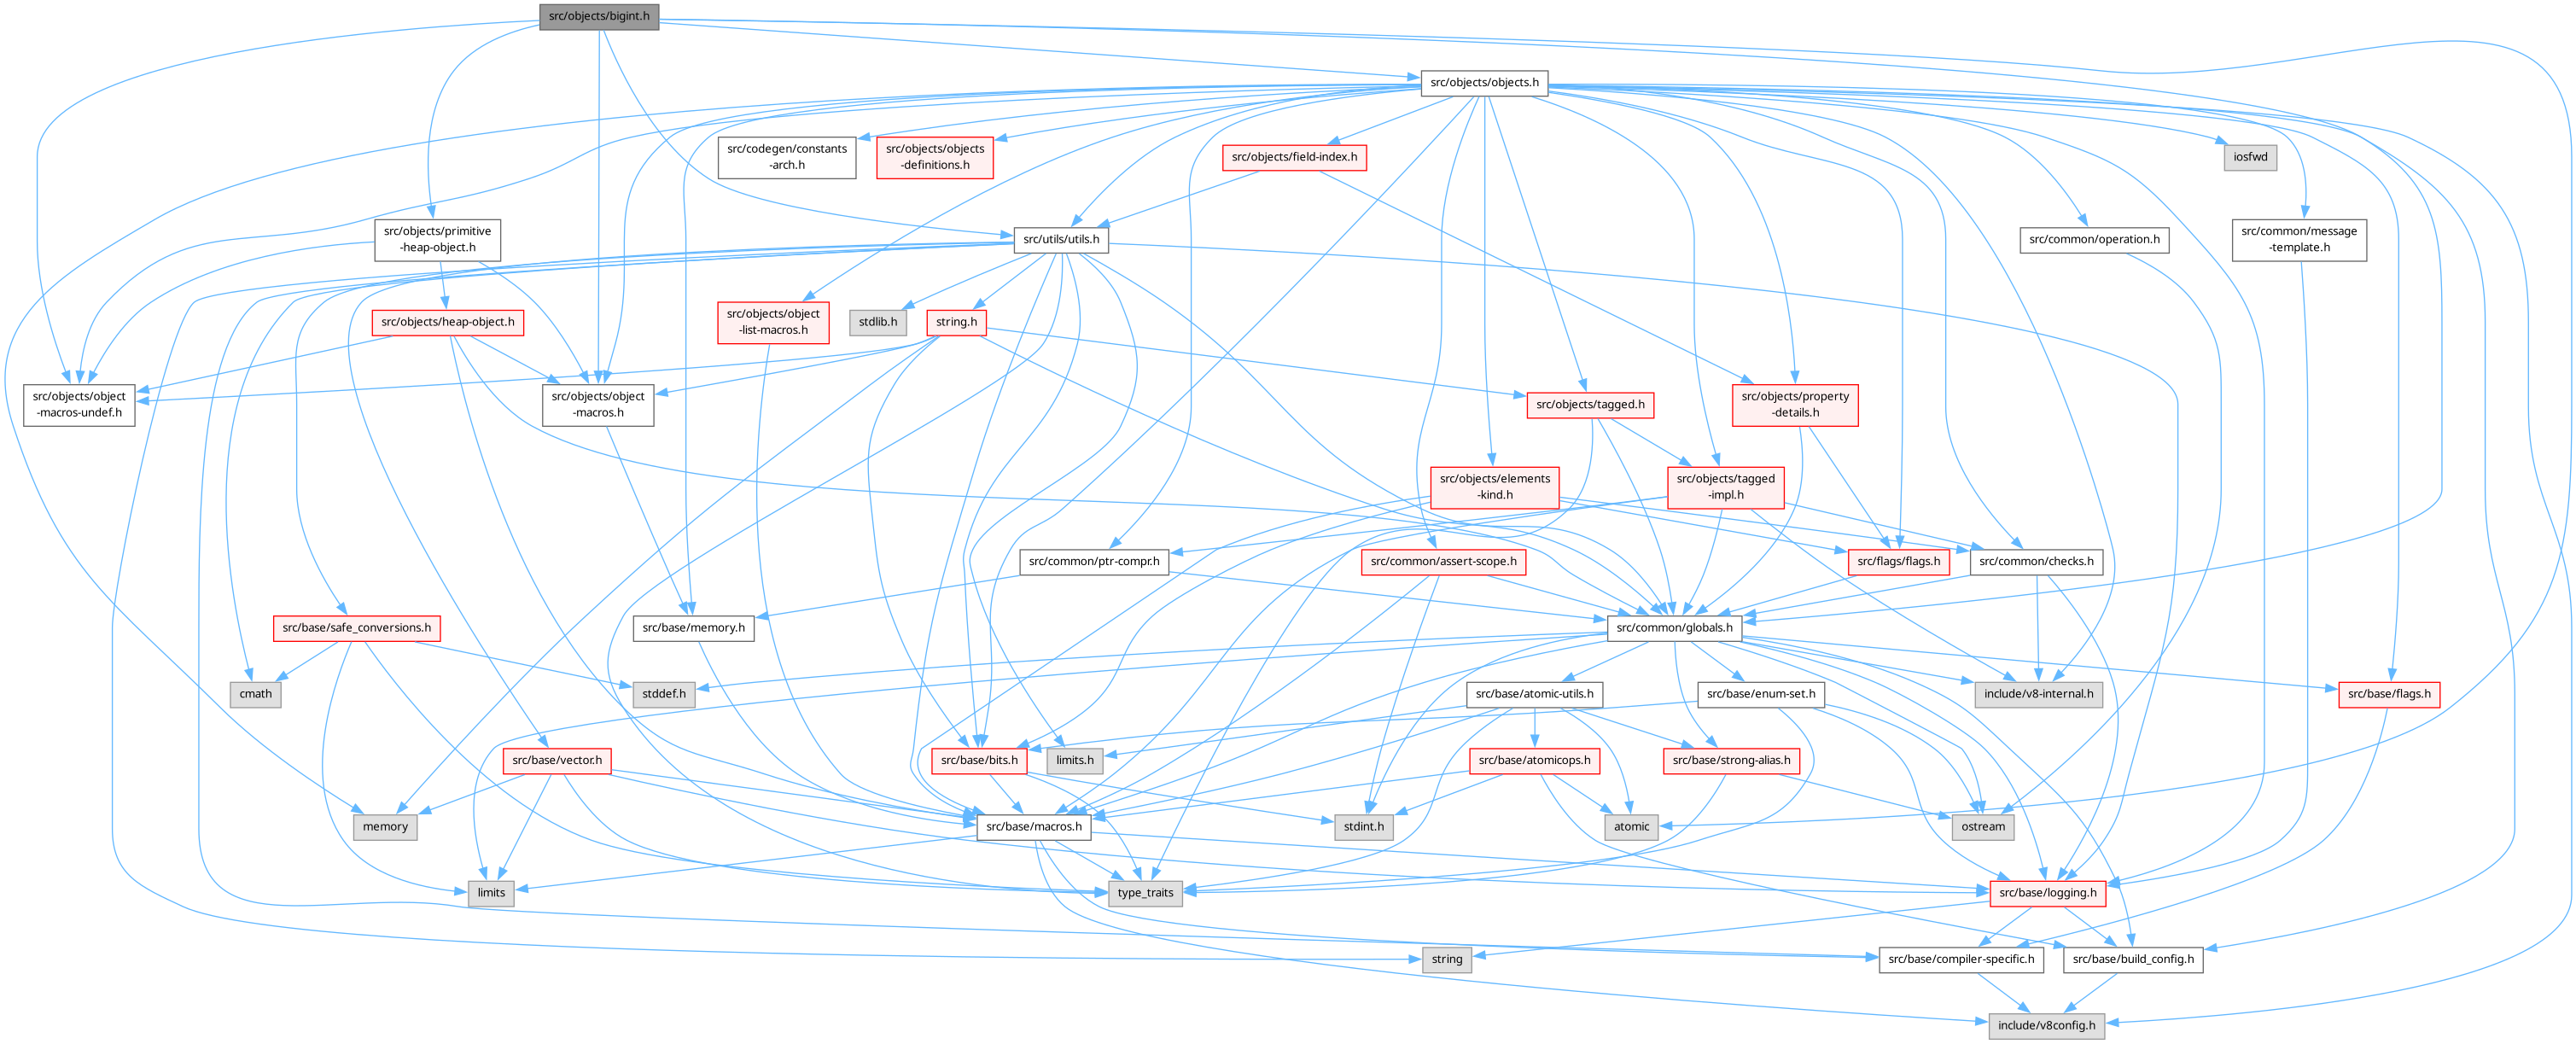 src/objects/bigint.h
src/objects/objects.h
src/codegen/constants
-arch.h
src/objects/objects
-definitions.h
src/objects/field-index.h
iosfwd
src/objects/primitive
-heap-object.h
src/utils/utils.h
src/common/operation.h
src/common/message
-template.h
src/objects/heap-object.h
src/objects/object
-list-macros.h
stdlib.h
string.h
src/objects/object
-macros-undef.h
src/objects/object
-macros.h
src/objects/tagged.h
src/objects/property
-details.h
src/objects/elements
-kind.h
src/objects/tagged
-impl.h
src/common/ptr-compr.h
src/common/assert-scope.h
src/flags/flags.h
src/common/checks.h
src/base/safe_conversions.h
src/base/memory.h
src/common/globals.h
cmath
stddef.h
src/base/atomic-utils.h
src/base/enum-set.h
include/v8-internal.h
src/base/flags.h
src/base/vector.h
src/base/bits.h
limits.h
src/base/atomicops.h
src/base/strong-alias.h
memory
src/base/macros.h
stdint.h
atomic
ostream
limits
type_traits
src/base/logging.h
string
src/base/compiler-specific.h
src/base/build_config.h
include/v8config.h